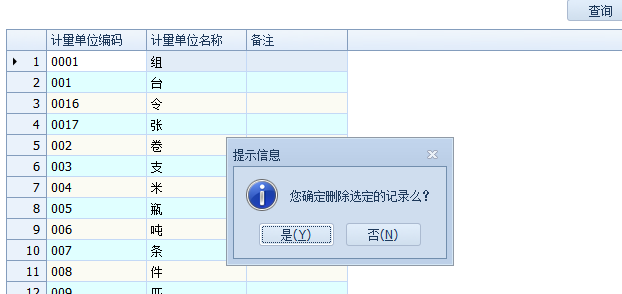 查询
计量单位编码 计量单位名称 备注
1 0001 组
2 001 台
3 0016 令
4 0017 张
5 002 卷
6 003 支
7 004 米
8 005 瓶
9 006 吨
10 007 条
11 008 件
12 009 匹
提示信息
您确定删除选定的记录么?
是(Y) 否(N)